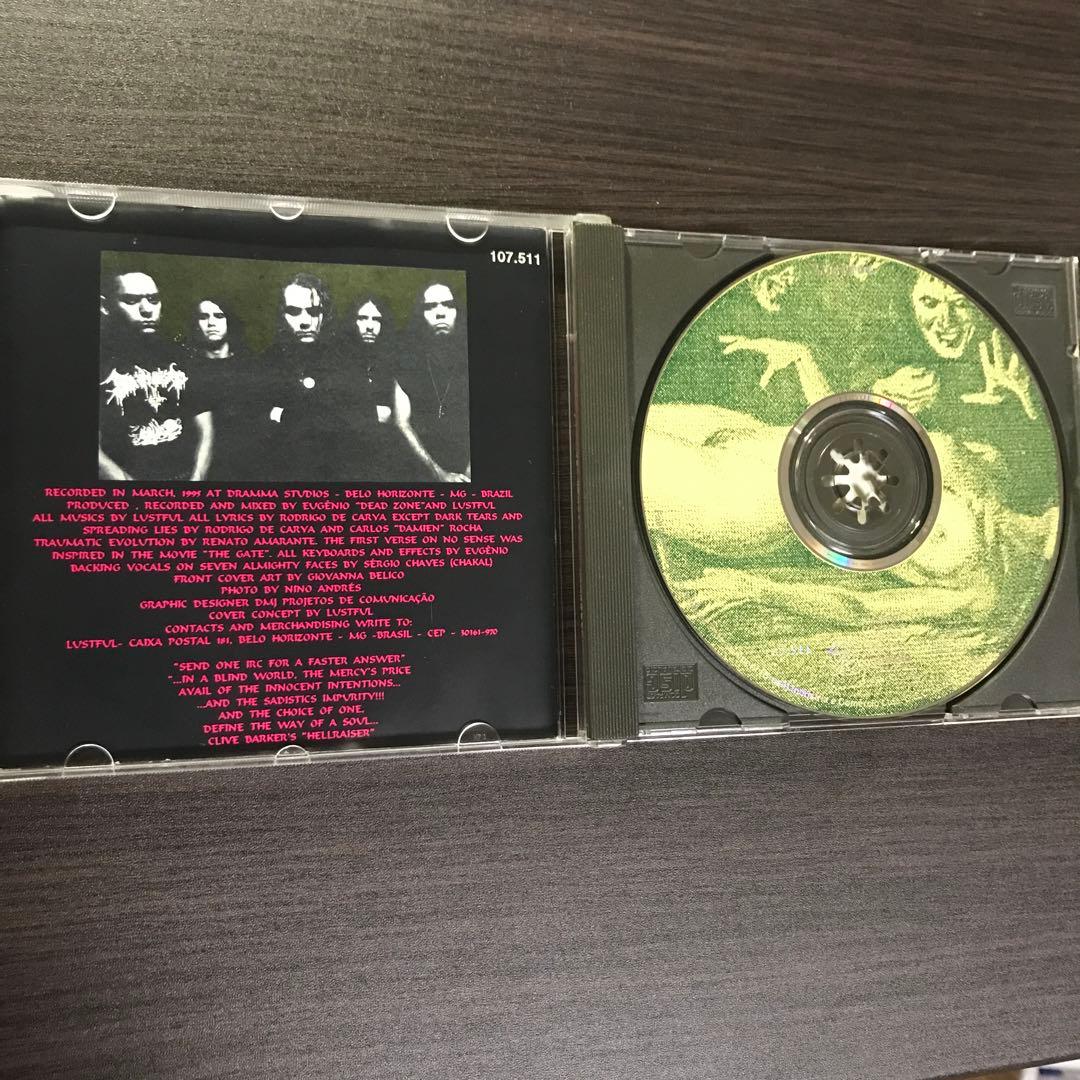 107.511
RECORDED IN MARCH, 1995 AT DRAMMA STUDIOS - BELO HORIZONTE - MG - BRAZIL
PRODUCED , RECORDED AND MIXED BY EUGÊNIO "DEAD ZONE"AND LUSTFUL
ALL MUSICS BY LUSTFUL ALL LYRICS BY RODRIGO DE CARYA EXCEPT DARK TEARS AND
SPREADING LIES BY RODRIGO DE CARYA AND CARLOS "DAMIEN" ROCHA
TRAUMATIC EVOLUTION BY RENATO AMARANTE. THE FIRST VERSE ON NO SENSE WAS
INSPIRED IN THE MOVIE "THE GATE". ALL KEYBOARDS AND EFFECTS BY EUGÊNIO
BACKING VOCALS ON SEVEN ALMIGHTY FACES BY SÉRGIO CHAVES (CHAKAL)
FRONT COVER ART BY GIOVANNA BELICO
PHOTO BY NINO ANDRÉS
GRAPHIC DESIGNER DMJ PROJETOS DE COMUNICAÇÃO
COVER CONCEPT BY LUSTFUL
CONTACTS AND MERCHANDISING WRITE TO:
LUSTFUL- CAIXA POSTAL 181, BELO HORIZONTE - MG -BRASIL - CEP - 30161-970
"SEND ONE IRC FOR A FASTER ANSWER"
"...IN A BLIND WORLD, THE MERCY'S PRICE
AVAIL OF THE INNOCENT INTENTIONS...
...AND THE SADISTICS IMPURITY!!!
AND THE CHOICE OF ONE,
DEFINE THE WAY OF A SOUL...
CLIVE BARKER'S "HELLRAISER"
e Comércio